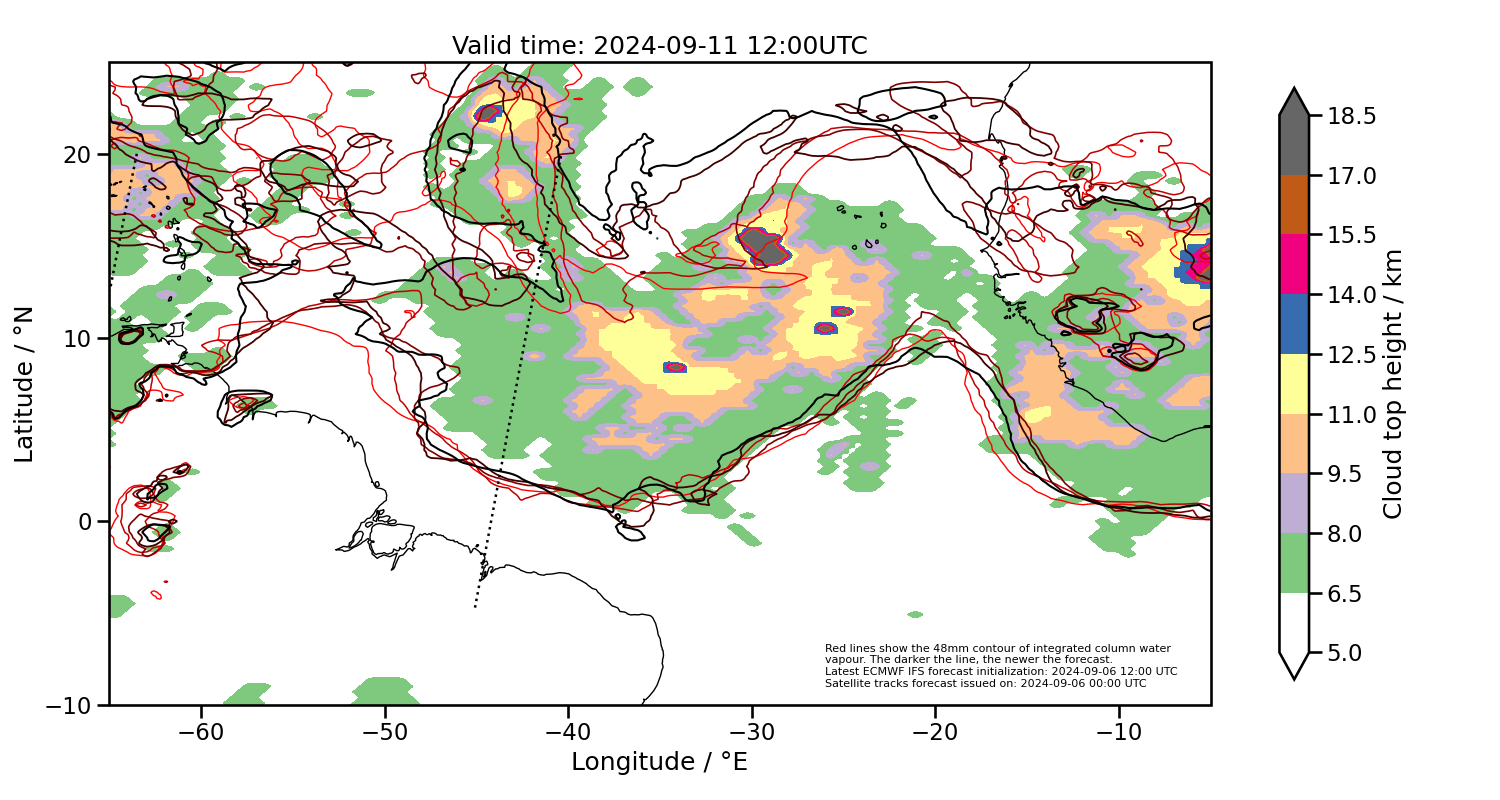 Valid time: 2024-09-11 12:00UTC
20
10
0
−10
Latitude / °N
−60
−50
−40
−30
−20
−10
Longitude / °E
Red lines show the 48mm contour of integrated column water
vapour. The darker the line, the newer the forecast.
Latest ECMWF IFS forecast initialization: 2024-09-06 12:00 UTC
Satellite tracks forecast issued on: 2024-09-06 00:00 UTC
18.5
17.0
15.5
14.0
12.5
11.0
9.5
8.0
6.5
5.0
Cloud top height / km